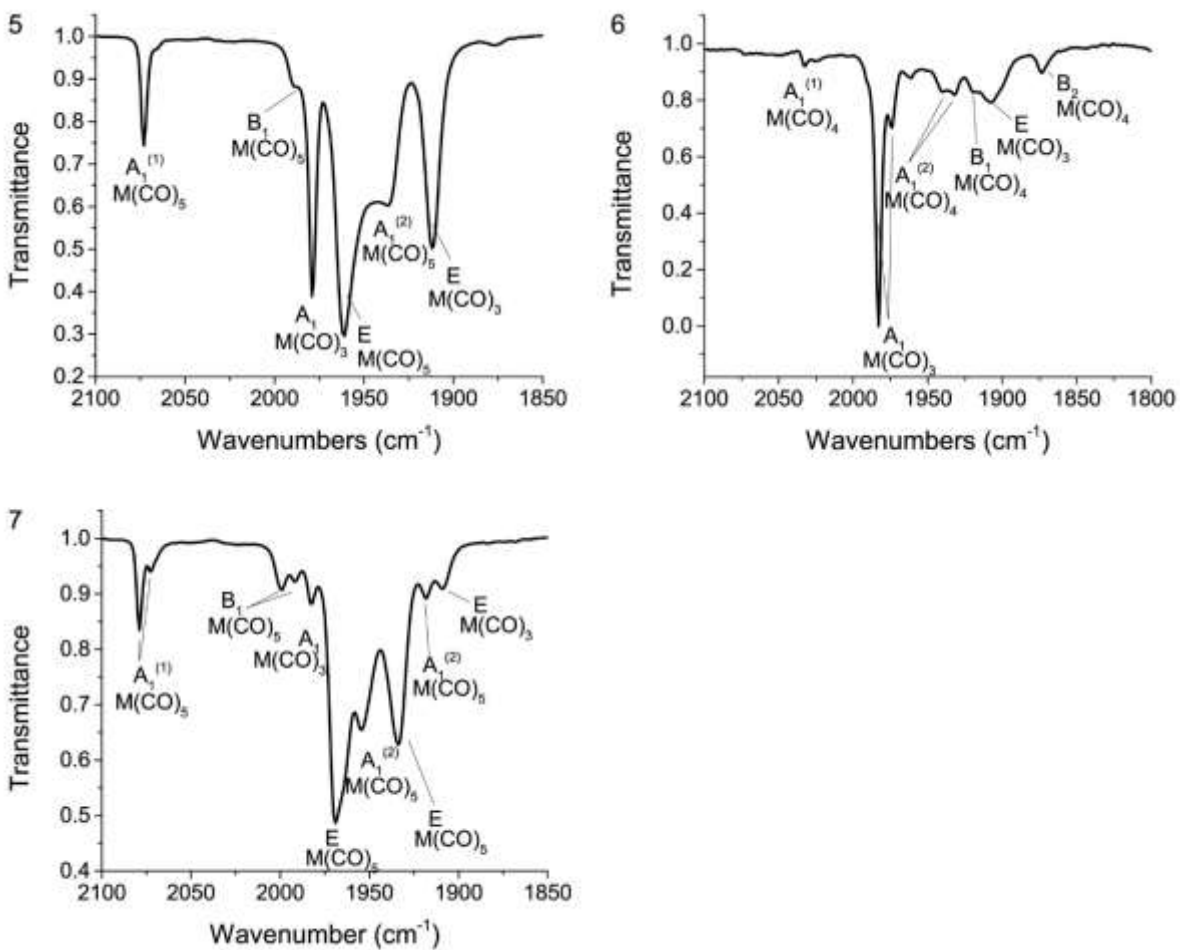 5
1.0
0.9
0.8
0.7
0.6
0.5
0.4
0.3
0.2
Transmittance
A₁⁽¹⁾
M(CO)₅
B₁
M(CO)₅
A₁
M(CO)₃
E
M(CO)₅
A₁⁽²⁾
M(CO)₅
E
M(CO)₃
2100 2050 2000 1950 1900 1850
Wavenumbers (cm⁻¹)
6
1.0
0.8
0.6
0.4
0.2
0.0
Transmittance
A₁⁽¹⁾
M(CO)₄
A₁
M(CO)₃
A₁⁽²⁾
M(CO)₄
B₁
M(CO)₄
E
M(CO)₃
B₂
M(CO)₄
2100 2050 2000 1950 1900 1850 1800
Wavenumbers (cm⁻¹)
7
1.0
0.9
0.8
0.7
0.6
0.5
0.4
Transmittance
A₁⁽¹⁾
M(CO)₅
B₁
M(CO)₅
A₁
M(CO)₃
E
M(CO)₅
A₁⁽²⁾
M(CO)₅
E
M(CO)₅
A₁⁽²⁾
M(CO)₅
E
M(CO)₃
2100 2050 2000 1950 1900 1850
Wavenumber (cm⁻¹)